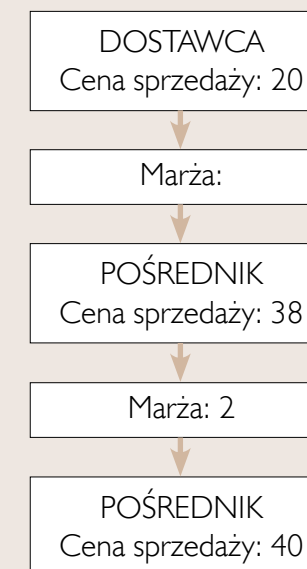 DOSTAWCA
Cena sprzedaży: 20
Marża:
POŚREDNIK
Cena sprzedaży: 38
Marża: 2
POŚREDNIK
Cena sprzedaży: 40